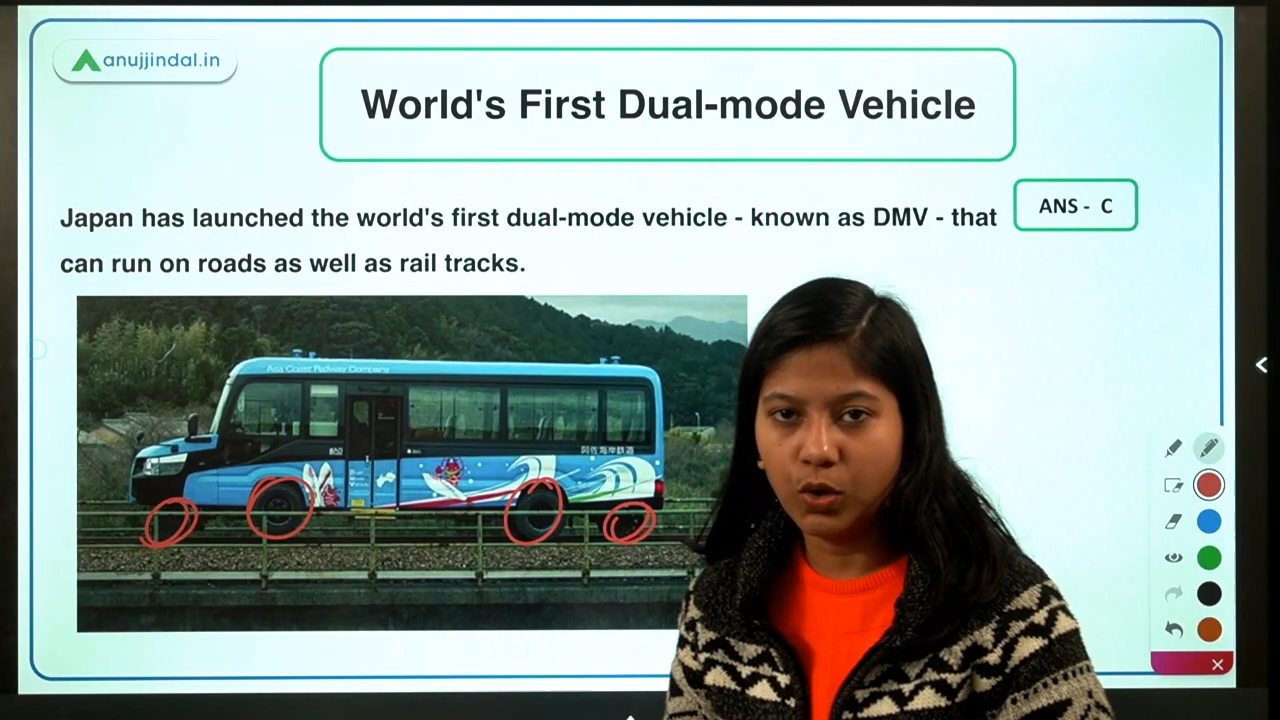 anujjindal.in
World's First Dual-mode Vehicle
ANS - C
Japan has launched the world's first dual-mode vehicle - known as DMV - that
can run on roads as well as rail tracks.
Asa Coast Railway Company
阿佐海岸鉄道